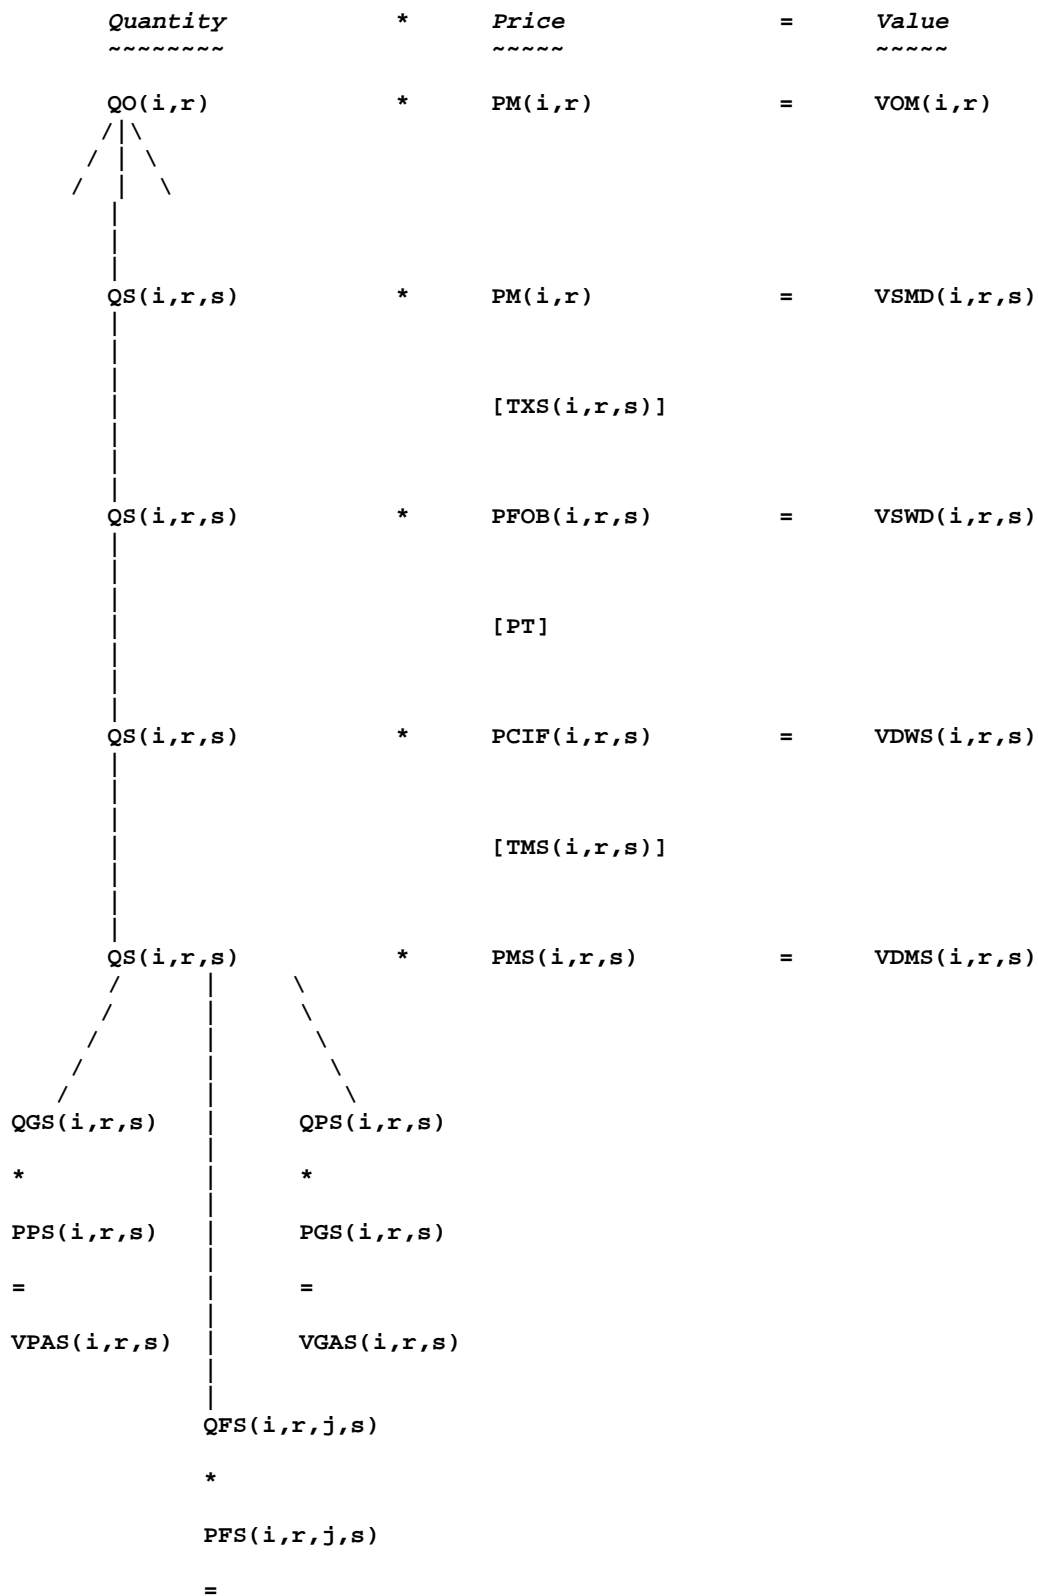 Quantity * Price = Value
~~~~~~~~ ~~~~~ ~~~~~
QO(i,r) * PM(i,r) = VOM(i,r)
QS(i,r,s) * PM(i,r) = VSMD(i,r,s)
[TXS(i,r,s)]
QS(i,r,s) * PFOB(i,r,s) = VSWD(i,r,s)
[PT]
QS(i,r,s) * PCIF(i,r,s) = VDWS(i,r,s)
[TMS(i,r,s)]
QS(i,r,s) * PMS(i,r,s) = VDMS(i,r,s)
QGS(i,r,s) QPS(i,r,s)
* *
PPS(i,r,s) PGS(i,r,s)
= =
VPAS(i,r,s) VGAS(i,r,s)
QFS(i,r,j,s)
*
PFS(i,r,j,s)
=